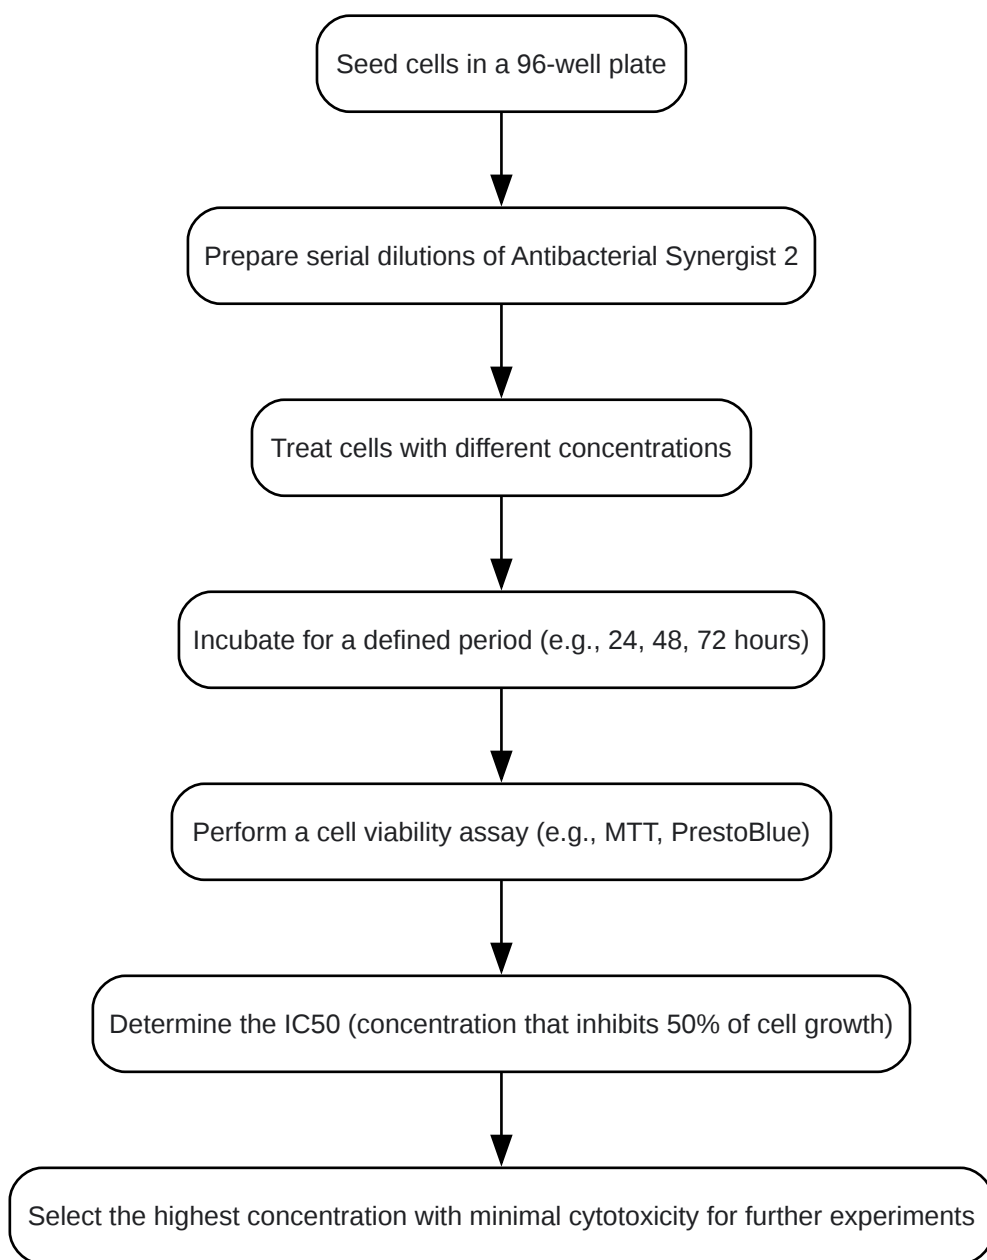 Seed cells in a 96-well plate
Prepare serial dilutions of Antibacterial Synergist 2
Treat cells with different concentrations
Incubate for a defined period (e.g., 24, 48, 72 hours)
Perform a cell viability assay (e.g., MTT, PrestoBlue)
Determine the IC50 (concentration that inhibits 50% of cell growth)
Select the highest concentration with minimal cytotoxicity for further experiments